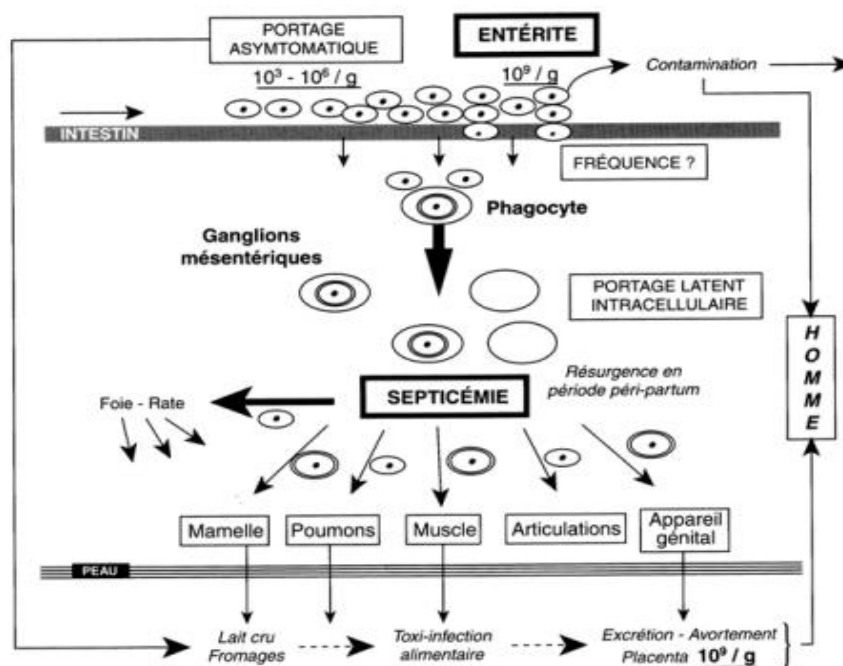 PORTAGE
ASYMTOMATIQUE
ENTÉRITE
10³ - 10⁶ / g
10⁹ / g
Contamination
INTESTIN
FRÉQUENCE ?
Phagocyte
Ganglions
mésentériques
PORTAGE LATENT
INTRACELLULAIRE
HOMME
Résurgence en
période péri-partum
SEPTICÉMIE
Foie - Rate
Mamelle
Poumons
Muscle
Articulations
Appareil
génital
PEAU
Lait cru
Fromages
Toxi-infection
alimentaire
Excrétion - Avortement
Placenta 10⁹ / g